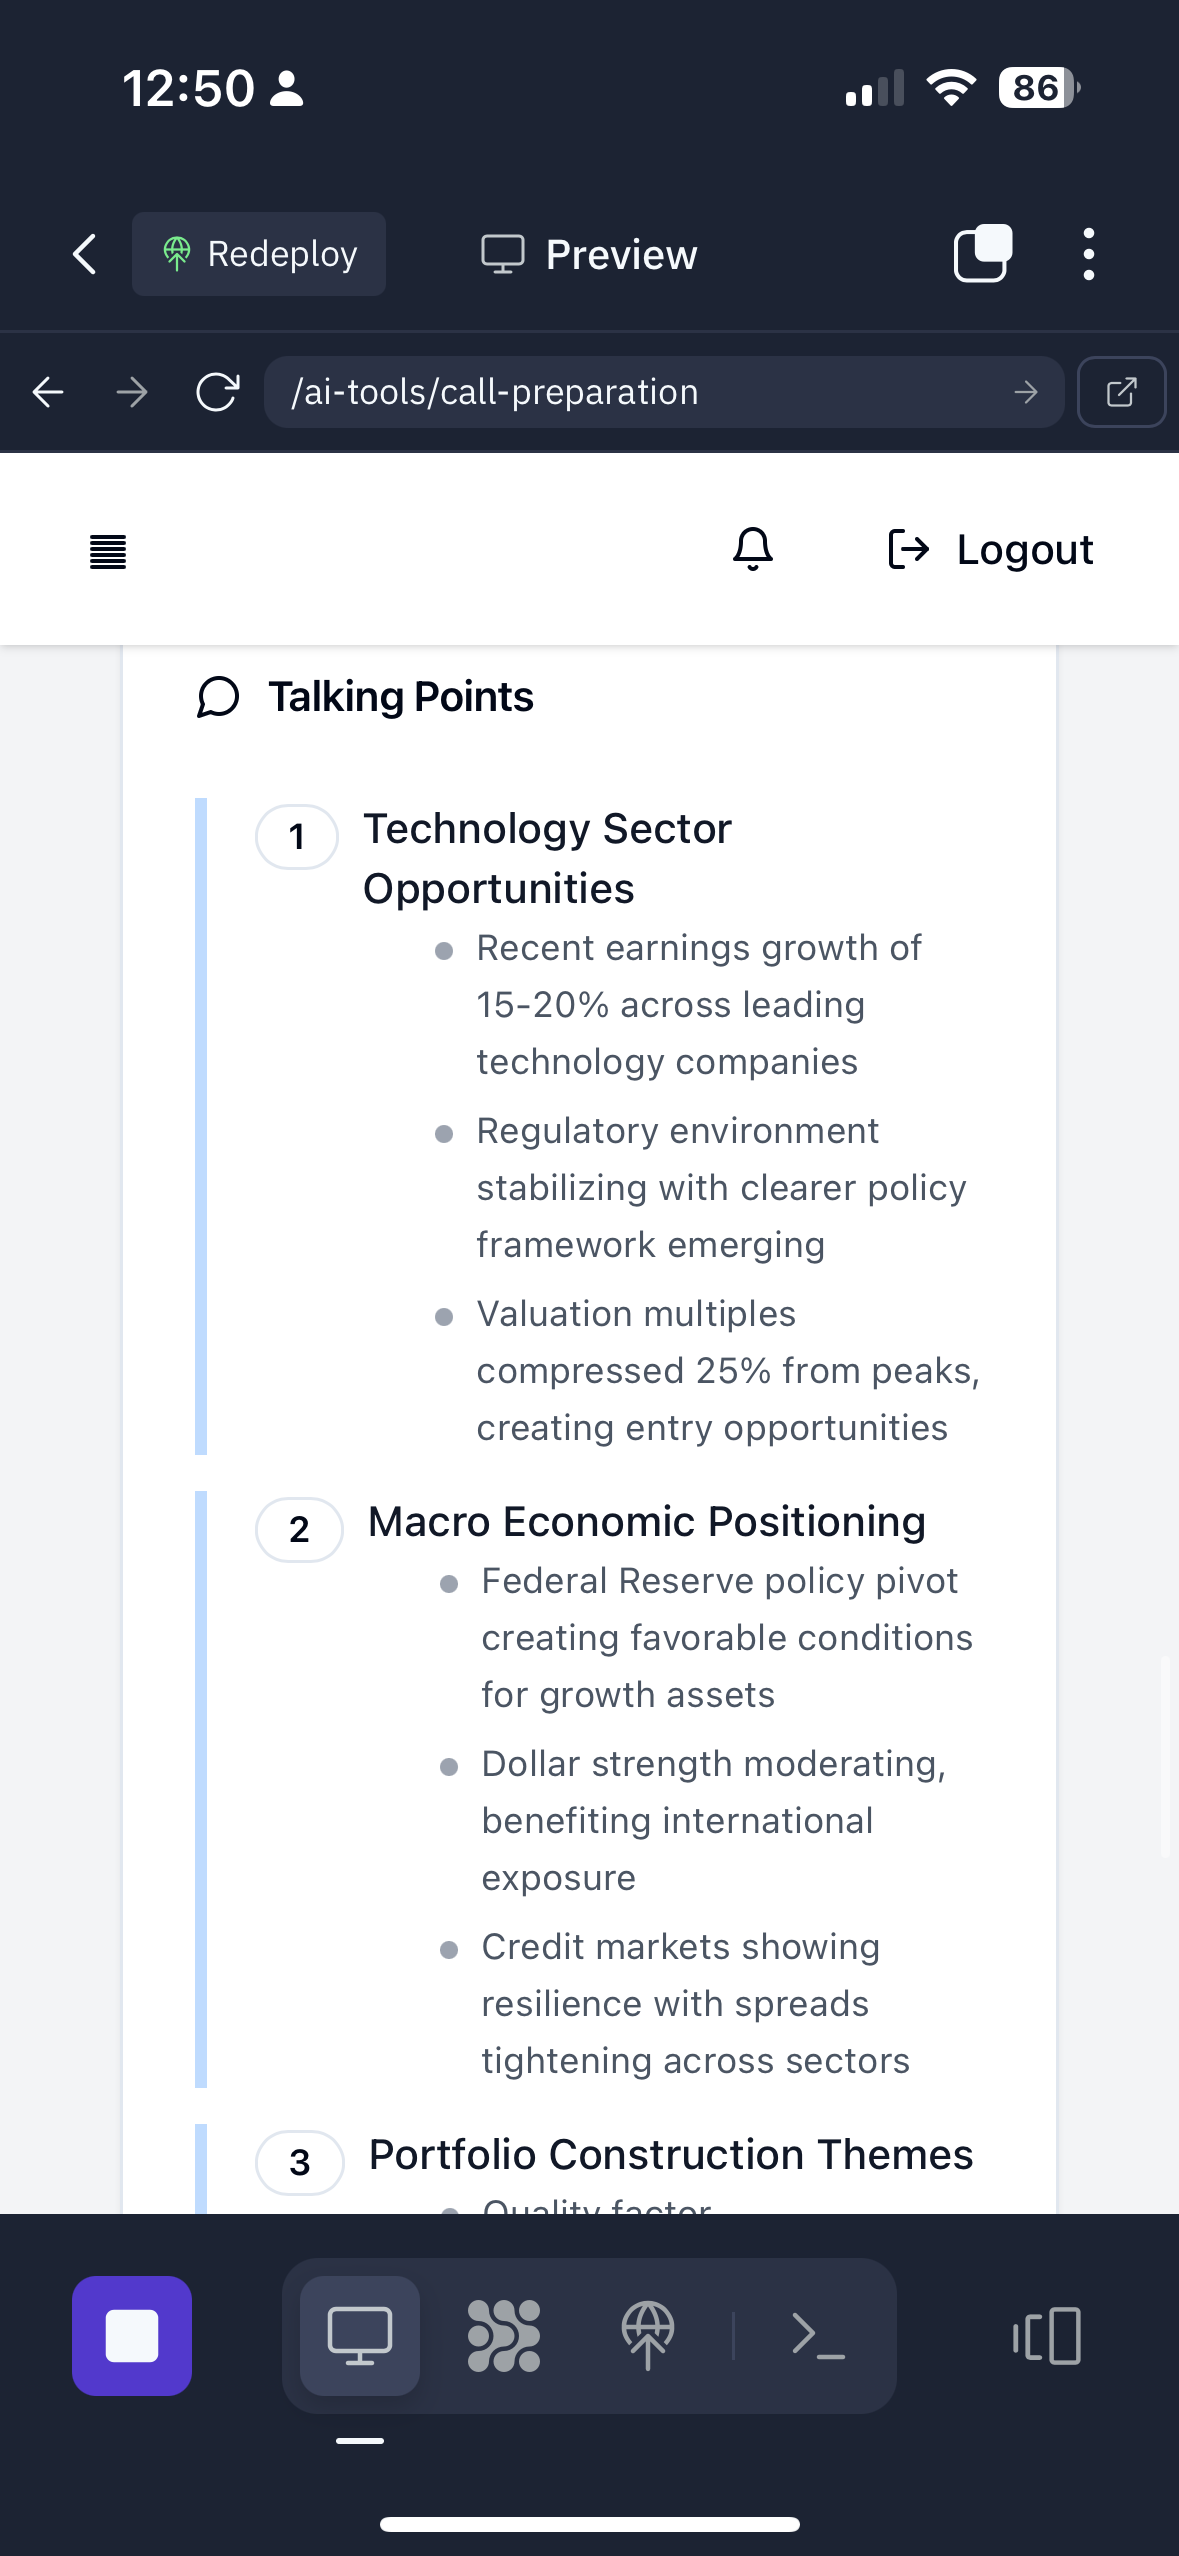 12:50
86
Redeploy
Preview
/ai-tools/call-preparation
Logout
Talking Points
1
Technology Sector
Opportunities
Recent earnings growth of
15-20% across leading
technology companies
Regulatory environment
stabilizing with clearer policy
framework emerging
Valuation multiples
compressed 25% from peaks,
creating entry opportunities
2
Macro Economic Positioning
Federal Reserve policy pivot
creating favorable conditions
for growth assets
Dollar strength moderating,
benefiting international
exposure
Credit markets showing
resilience with spreads
tightening across sectors
3
Portfolio Construction Themes
Quality factor